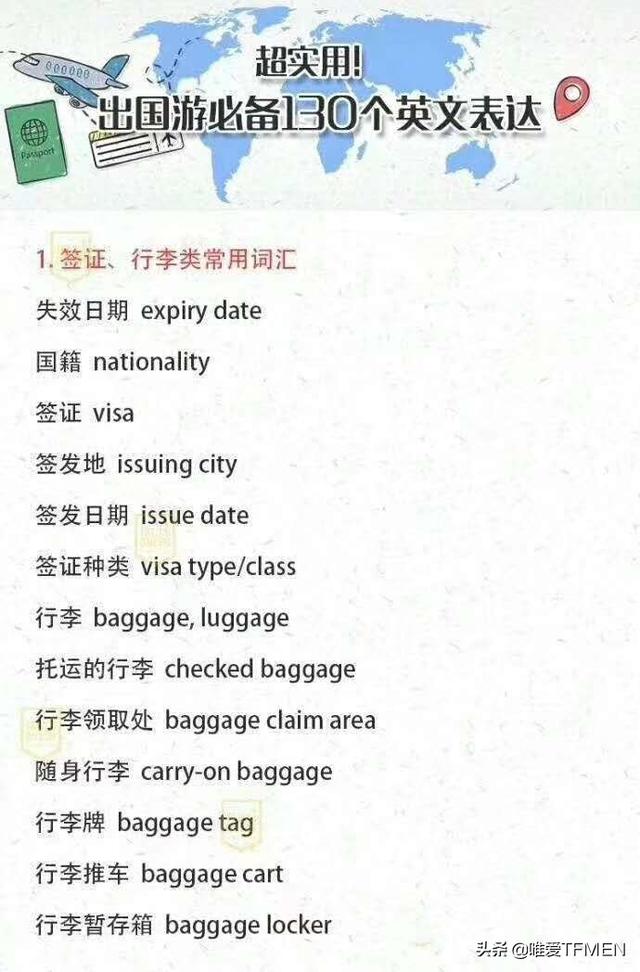 超实用!
出国游必备130个英文表达
Passport
1. 签证、行李类常用词汇
失效日期 expiry date
国籍 nationality
签证 visa
签发地 issuing city
签发日期 issue date
签证种类 visa type/class
行李 baggage, luggage
托运的行李 checked baggage
行李领取处 baggage claim area
随身行李 carry-on baggage
行李牌 baggage tag
行李推车 baggage cart
行李暂存箱 baggage locker
头条 @唯爱TFMEN